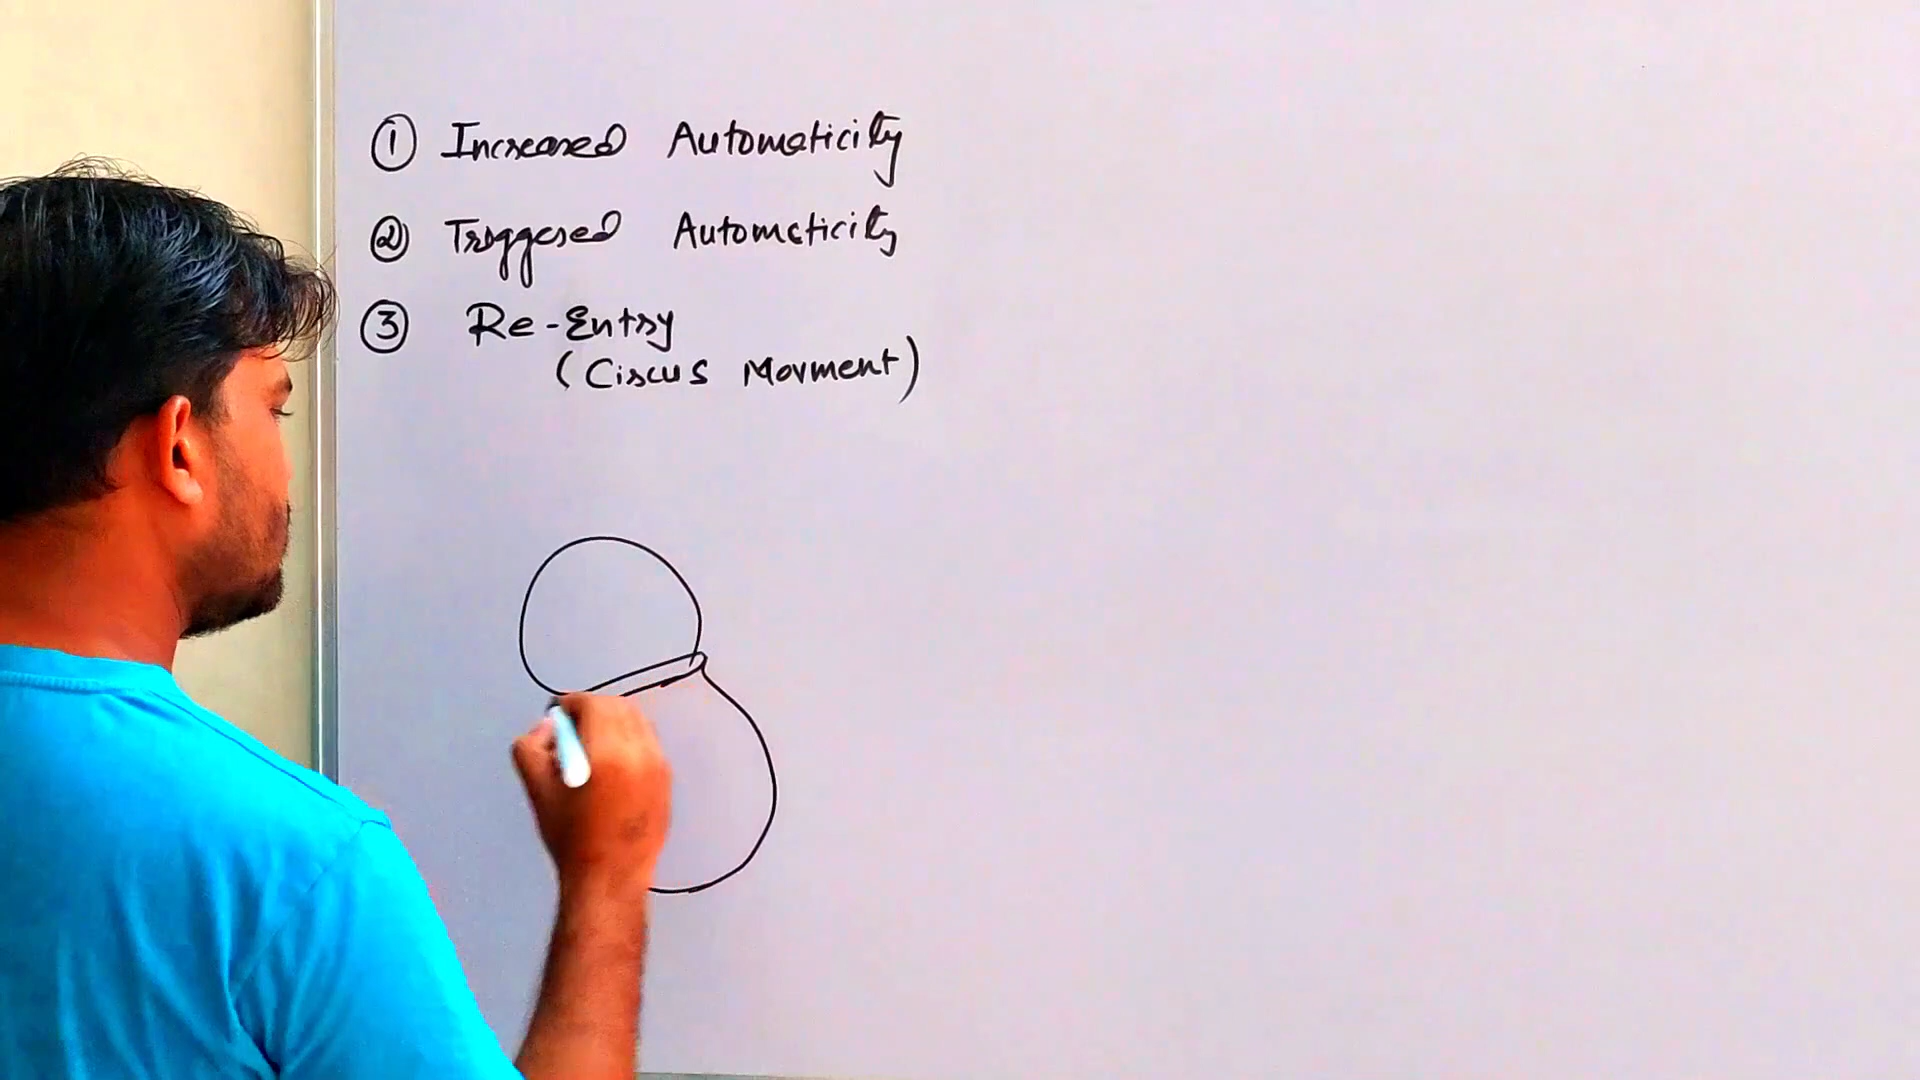 ① Increased Automaticity
② Triggered Automaticity
③ Re-Entry
(Circus Movment)